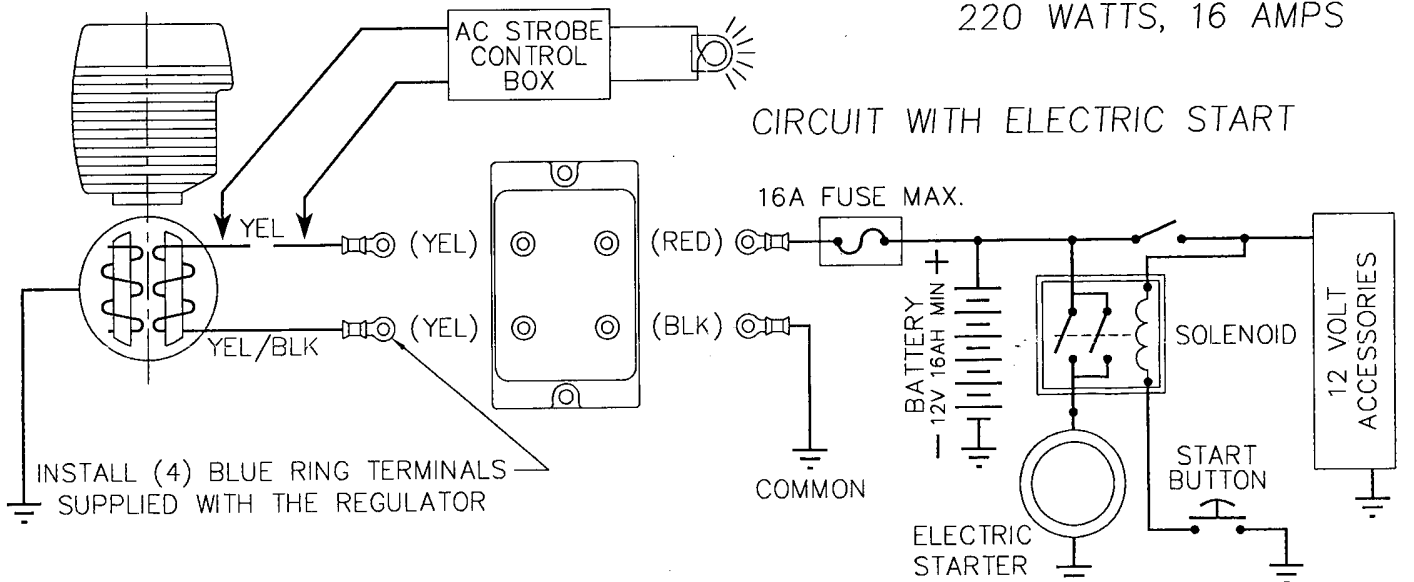 220 WATTS, 16 AMPS
AC STROBE
CONTROL
BOX
CIRCUIT WITH ELECTRIC START
16A FUSE MAX.
YEL
(YEL)
(RED)
YEL/BLK
(YEL)
(BLK)
+
BATTERY
— 12V 16AH MIN
SOLENOID
12 VOLT
ACCESSORIES
INSTALL (4) BLUE RING TERMINALS
SUPPLIED WITH THE REGULATOR
COMMON
START
BUTTON
ELECTRIC
STARTER